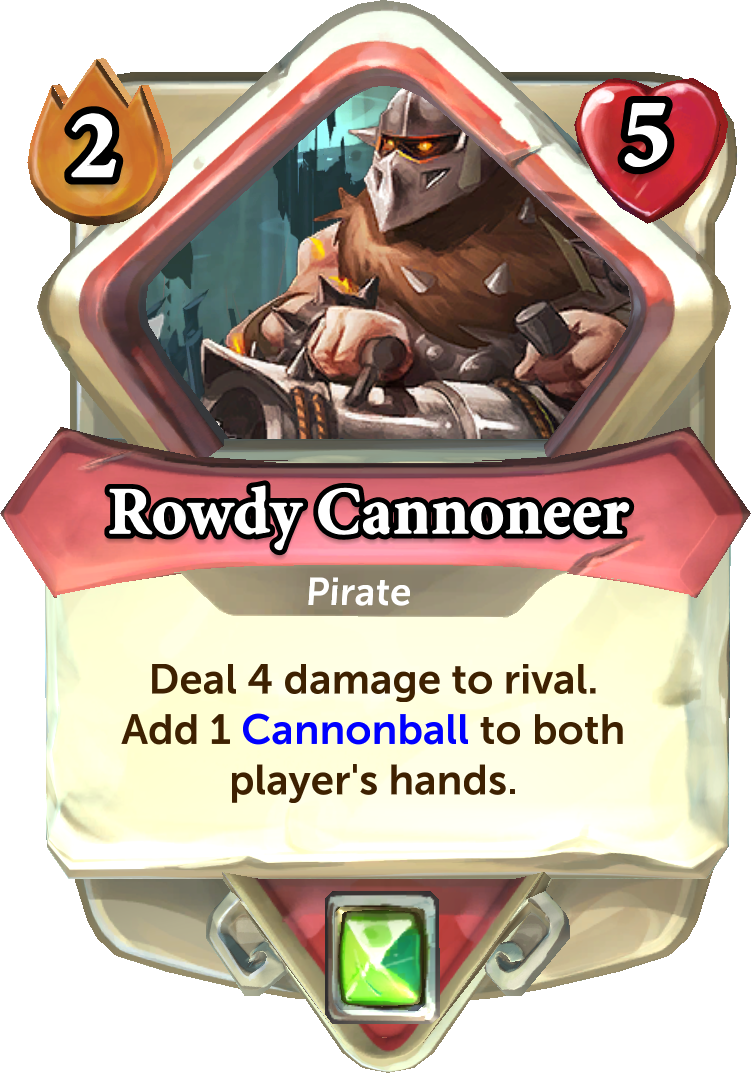 2
5
Rowdy Cannoneer
Pirate
Deal 4 damage to rival.
Add 1 Cannonball to both
player's hands.